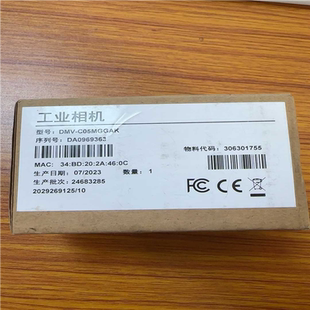 工业相机
型号: DMV-C05MGGAK
序列号: DA0969363
物料代码: 306301755
MAC: 34:BD:20:2A:46:0C
生产日期: 07/2023 数量: 1
生产批次: 24683285
2029269125/10
FC CE